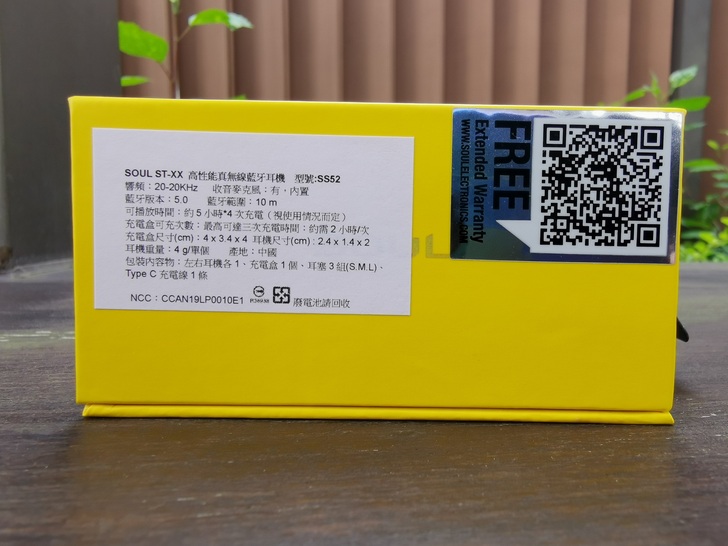 SOUL ST-XX 高性能真無線藍牙耳機 型號:SS52
響頻：20-20KHz 收音麥克風：有，內置
藍牙版本：5.0 藍牙範圍：10 m
可播放時間：約 5 小時*4 次充電（視使用情況而定）
充電盒可充次數：最高可達三次充電時間：約需 2 小時/次
充電盒尺寸(cm)：4 x 3.4 x 4 耳機尺寸(cm)：2.4 x 1.4 x 2
耳機重量：4 g/單個 產地：中國
包裝內容物：左右耳機各 1、充電盒 1 個、耳塞 3 組(S.M.L)、
Type C 充電線 1 條
NCC：CCAN19LP0010E1
廢電池請回收
FREE
Extended Warranty
WWW.SOULELECTRONICS.COM